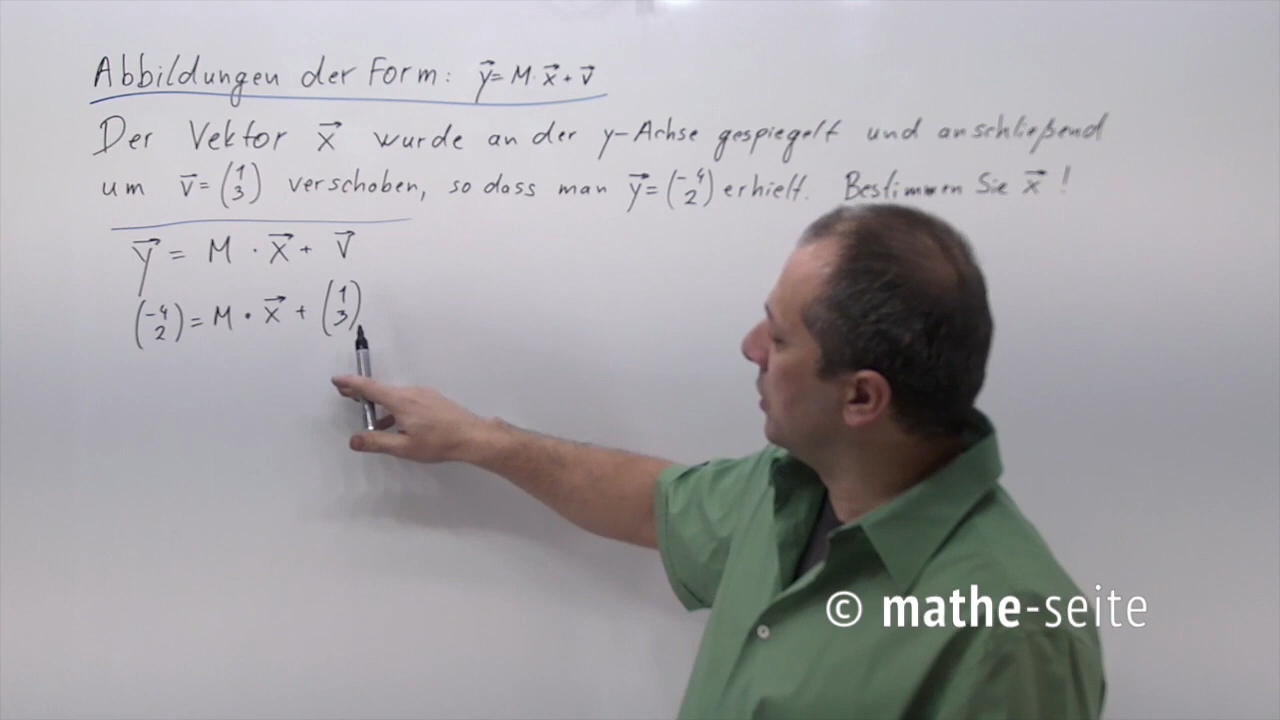 Abbildungen der Form: y⃗ = M · x⃗ + v⃗
Der Vektor x⃗ wurde an der y-Achse gespiegelt und anschließend
um v⃗ = (1 3) verschoben, so dass man y⃗ = (-4 2) erhielt. Bestimmen Sie x⃗ !
y⃗ = M · x⃗ + v⃗
(-4 2) = M · x⃗ + (1 3)
© mathe-seite